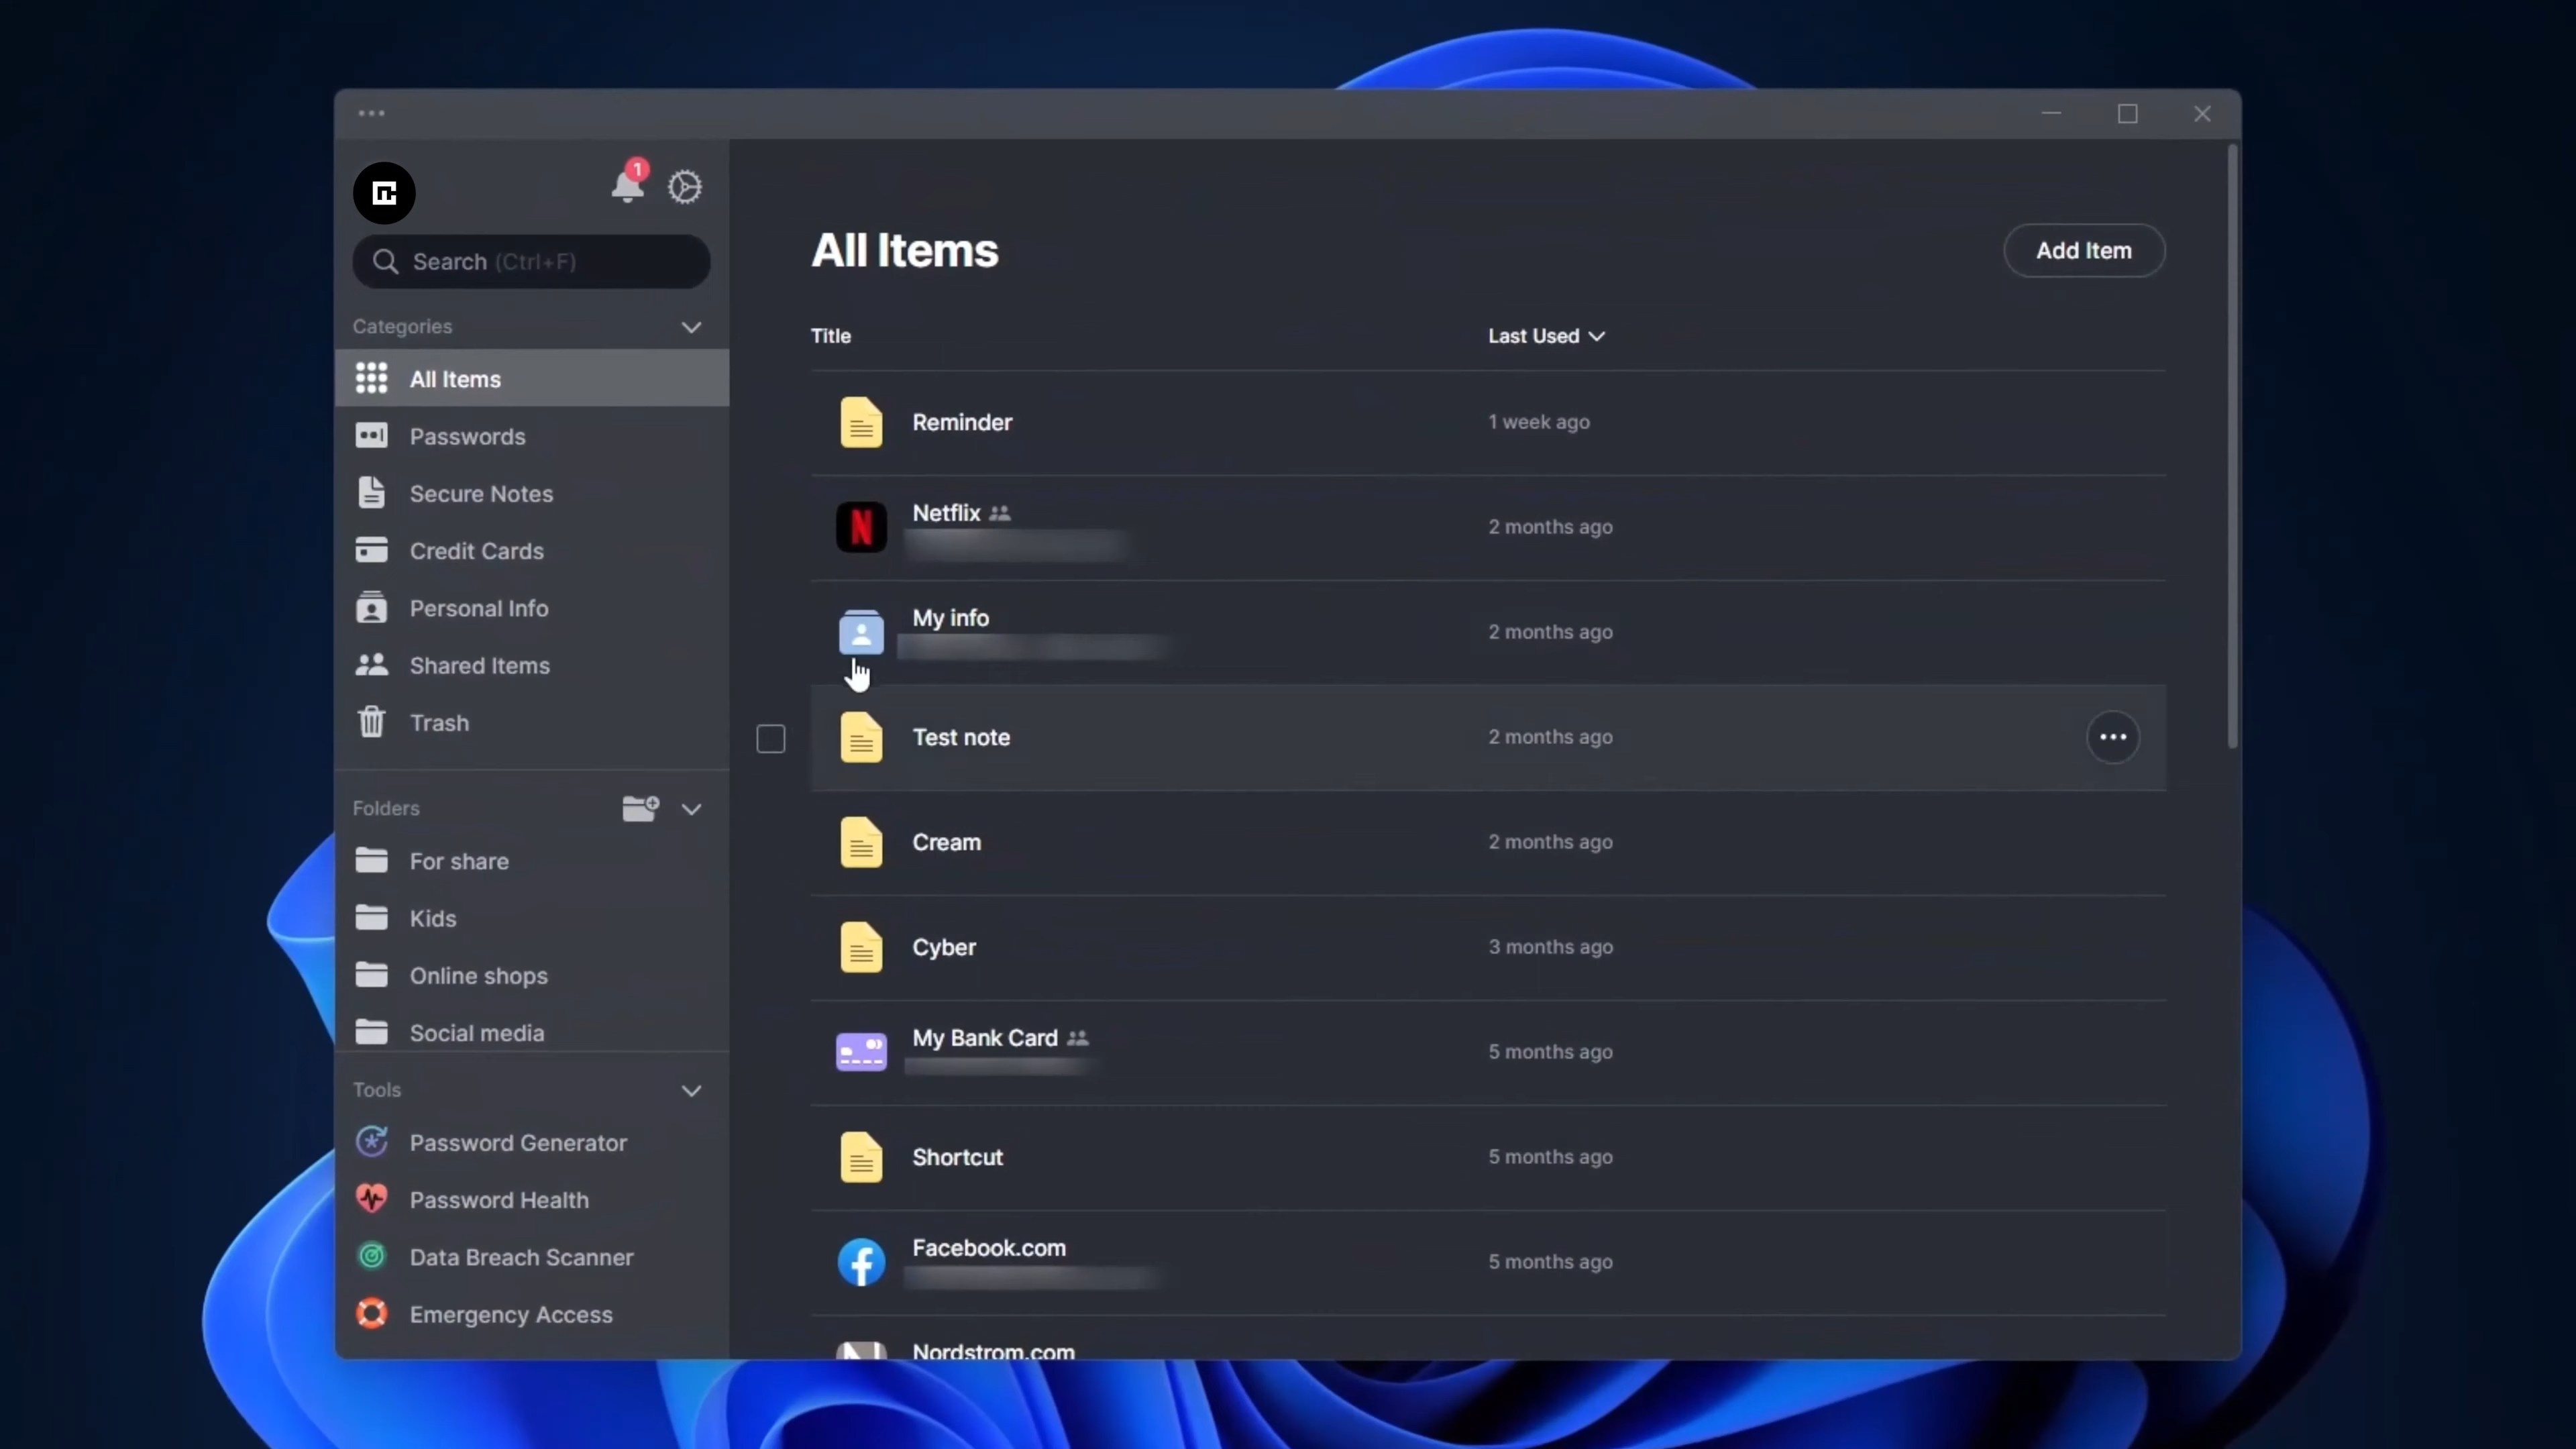 1
Search (Ctrl+F)
Categories
All Items
Passwords
Secure Notes
Credit Cards
Personal Info
Shared Items
Trash
Folders
For share
Kids
Online shops
Social media
Tools
Password Generator
Password Health
Data Breach Scanner
Emergency Access
All Items
Add Item
Title Last Used
Reminder 1 week ago
Netflix 2 months ago
My info 2 months ago
Test note 2 months ago
Cream 2 months ago
Cyber 3 months ago
My Bank Card 5 months ago
Shortcut 5 months ago
Facebook.com 5 months ago
Nordstrom.com